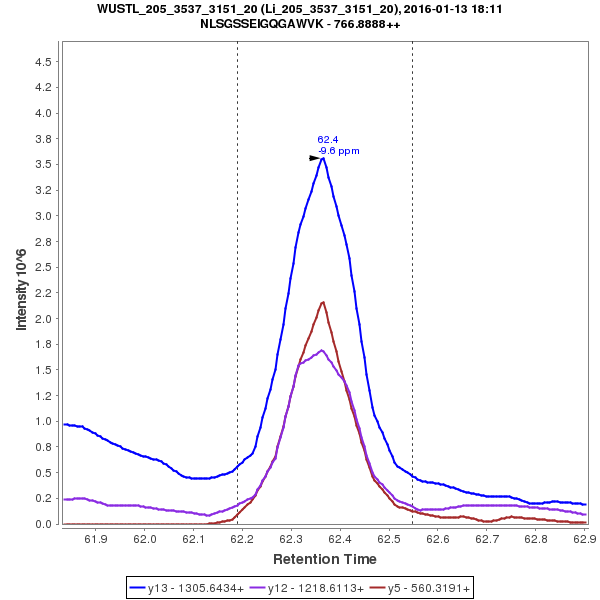 WUSTL_205_3537_3151_20 (Li_205_3537_3151_20), 2016-01-13 18:11
NLSGSSEIGQGAWVK - 766.8888++
62.4
-9.6 ppm
Intensity 10^6
4.5
4.2
4.0
3.8
3.5
3.2
3.0
2.8
2.5
2.2
2.0
1.8
1.5
1.2
1.0
0.8
0.5
0.2
0.0
61.9 62.0 62.1 62.2 62.3 62.4 62.5 62.6 62.7 62.8 62.9
Retention Time
y13 - 1305.6434+ y12 - 1218.6113+ y5 - 560.3191+